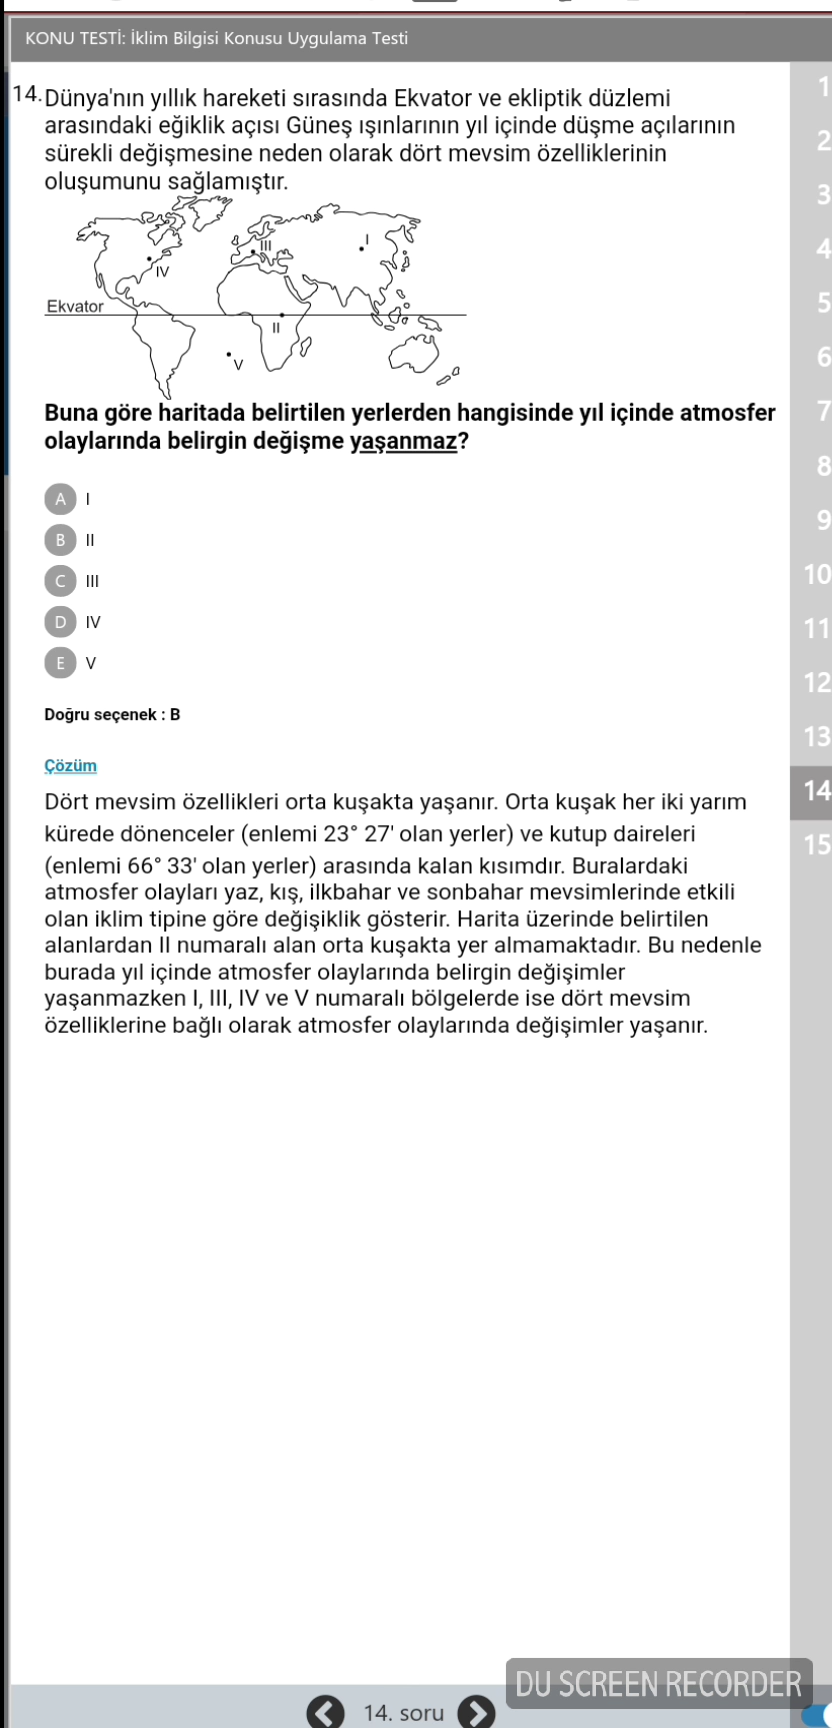 KONU TESTİ: İklim Bilgisi Konusu Uygulama Testi
14. Dünya'nın yıllık hareketi sırasında Ekvator ve ekliptik düzlemi
arasındaki eğiklik açısı Güneş ışınlarının yıl içinde düşme açılarının
sürekli değişmesine neden olarak dört mevsim özelliklerinin
oluşumunu sağlamıştır.
I
III
IV
Ekvator
II
V
Buna göre haritada belirtilen yerlerden hangisinde yıl içinde atmosfer
olaylarında belirgin değişme yaşanmaz?
A I
B II
C III
D IV
E V
Doğru seçenek : B
Çözüm
Dört mevsim özellikleri orta kuşakta yaşanır. Orta kuşak her iki yarım
kürede dönenceler (enlemi 23° 27' olan yerler) ve kutup daireleri
(enlemi 66° 33' olan yerler) arasında kalan kısımdır. Buralardaki
atmosfer olayları yaz, kış, ilkbahar ve sonbahar mevsimlerinde etkili
olan iklim tipine göre değişiklik gösterir. Harita üzerinde belirtilen
alanlardan II numaralı alan orta kuşakta yer almamaktadır. Bu nedenle
burada yıl içinde atmosfer olaylarında belirgin değişimler
yaşanmazken I, III, IV ve V numaralı bölgelerde ise dört mevsim
özelliklerine bağlı olarak atmosfer olaylarında değişimler yaşanır.
1
2
3
4
5
6
7
8
9
10
11
12
13
14
15
DU SCREEN RECORDER
14. soru